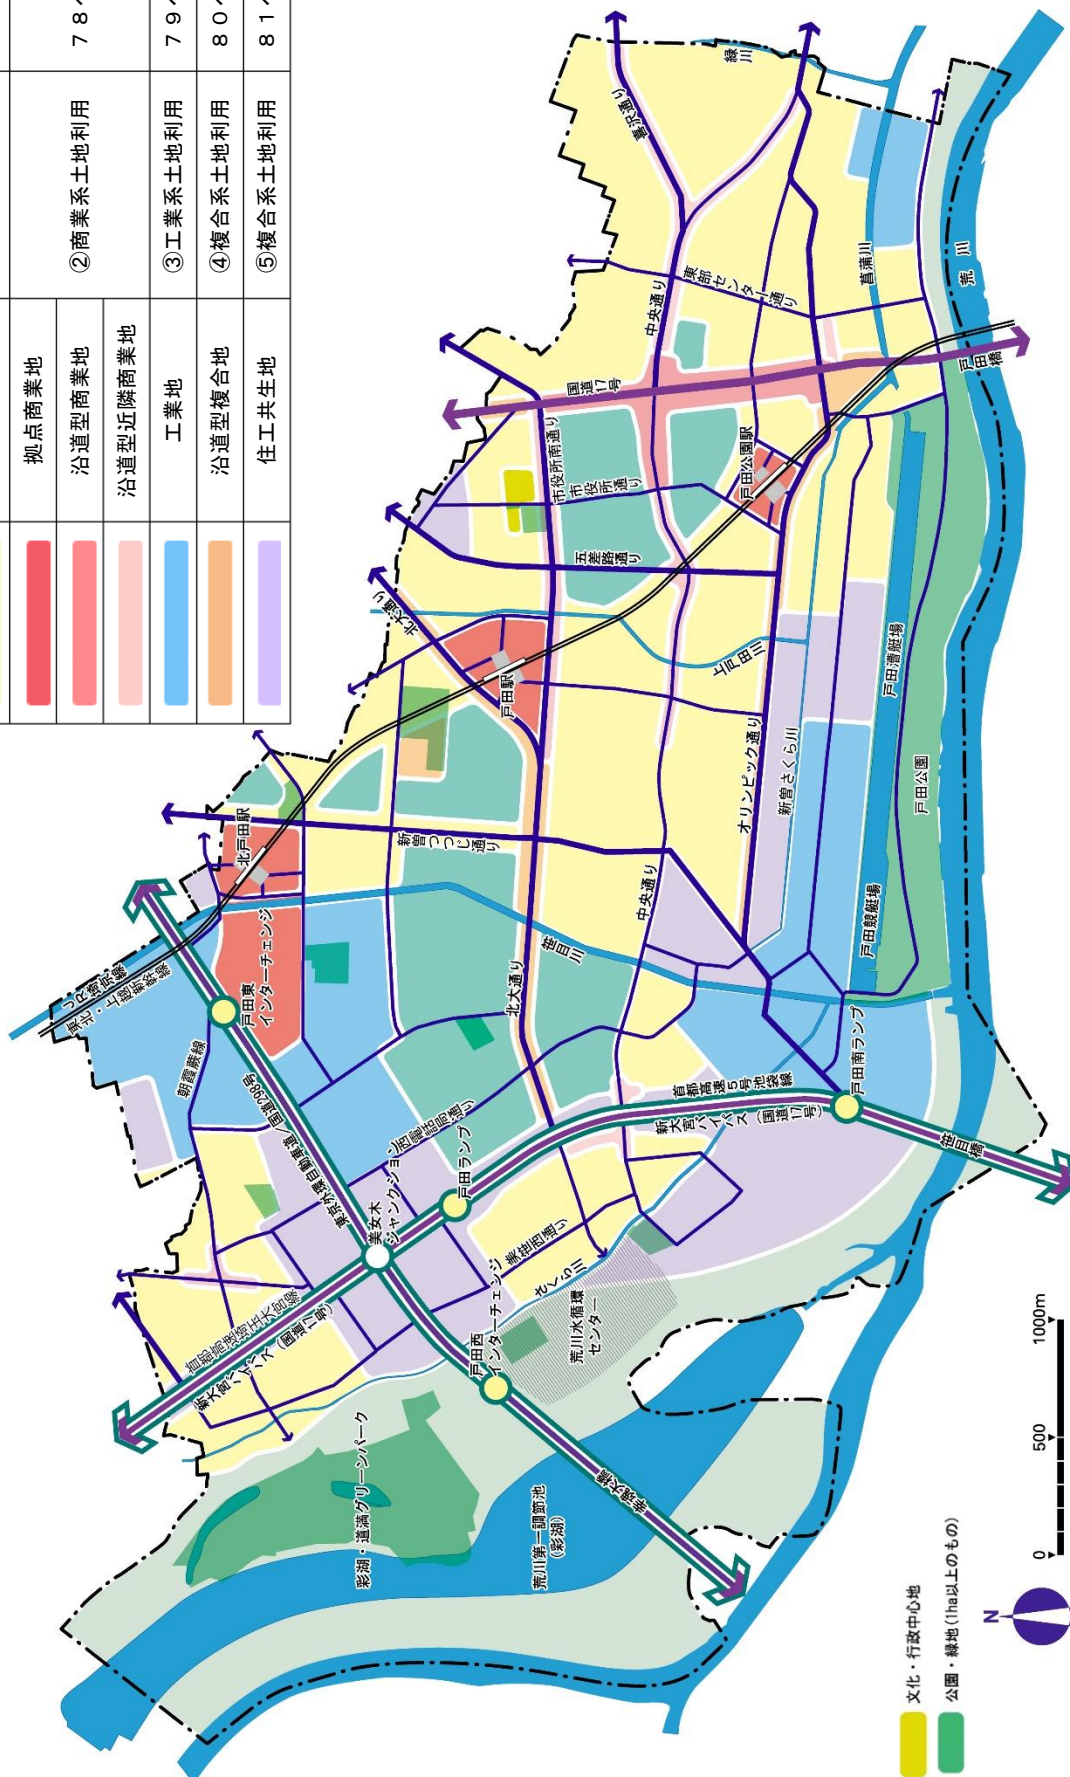 拠点商業地
沿道型商業地
②商業系土地利用
78
沿道型近隣商業地
工業地
③工業系土地利用
79
沿道型複合地
④複合系土地利用
80
住工共生地
⑤複合系土地利用
81
喜沢通り
緑川
東部センター通り
中央通り
菖蒲川
荒川
国道17号
戸田橋
市役所南通り
市役所通り
戸田公園駅
五差路通り
北大通り
戸田駅
上戸田川
オリンピック通り
新曽さくら川
戸田漕艇場
戸田公園
戸田競艇場
北戸田駅
新曽つつじ通り
中央通り
笹目川
北大通り
JR埼京線
東北・上越新幹線
戸田東
インターチェンジ
朝霞蕨線
東京外環自動車道/国道298号
西電話局通り
首都高速5号池袋線
新大宮バイパス(国道17号)
戸田南ランプ
笹目橋
戸田ランプ
美女木
ジャンクション
美笹西通り
さくら川
首都高速埼玉大宮線
新大宮バイパス(国道17号)
戸田西
インターチェンジ
荒川水循環
センター
彩湖・道満グリーンパーク
荒川第一調節池
(彩湖)
幸魂大橋
文化・行政中心地
公園・緑地(1ha以上のもの)
N
0 500 1000m